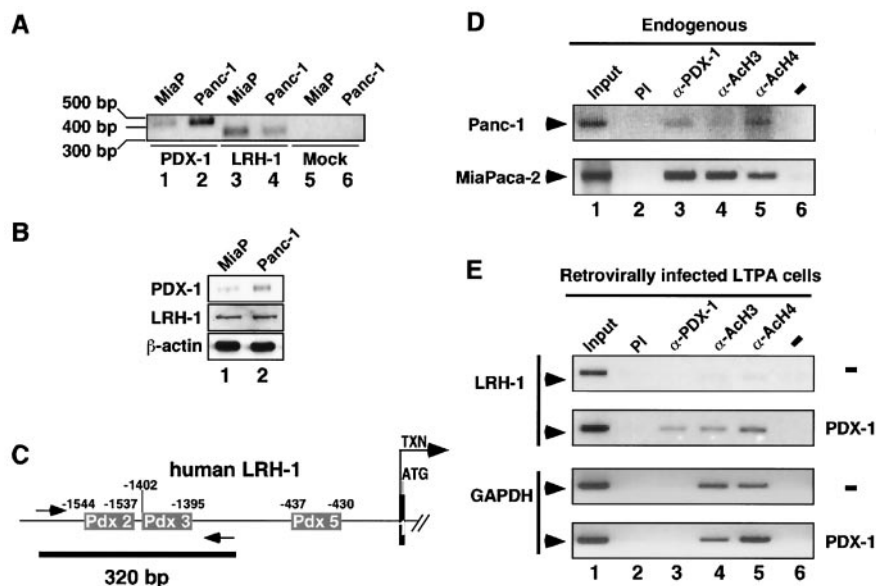 A
MiaP Panc-1 MiaP Panc-1 MiaP Panc-1
500 bp
400 bp
300 bp
PDX-1 LRH-1 Mock
1 2 3 4 5 6
B
MiaP Panc-1
PDX-1
LRH-1
β-actin
1 2
C
human LRH-1
TXN
ATG
-1402
-1544 -1537 -1395 -437 -430
Pdx 2 Pdx 3 Pdx 5
//
320 bp
D
Endogenous
Input PI α-PDX-1 α-AcH3 α-AcH4 -
Panc-1
MiaPaca-2
1 2 3 4 5 6
E
Retrovirally infected LTPA cells
Input PI α-PDX-1 α-AcH3 α-AcH4 -
LRH-1
-
PDX-1
GAPDH
-
PDX-1
1 2 3 4 5 6